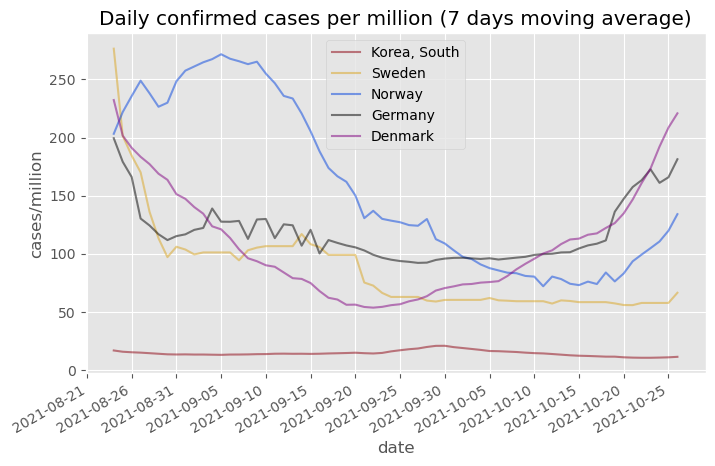 Daily confirmed cases per million (7 days moving average)
Korea, South
Sweden
Norway
Germany
Denmark
cases/million
250
200
150
100
50
0
2021-08-21
2021-08-26
2021-08-31
2021-09-05
2021-09-10
2021-09-15
2021-09-20
2021-09-25
2021-09-30
2021-10-05
2021-10-10
2021-10-15
2021-10-20
2021-10-25
date